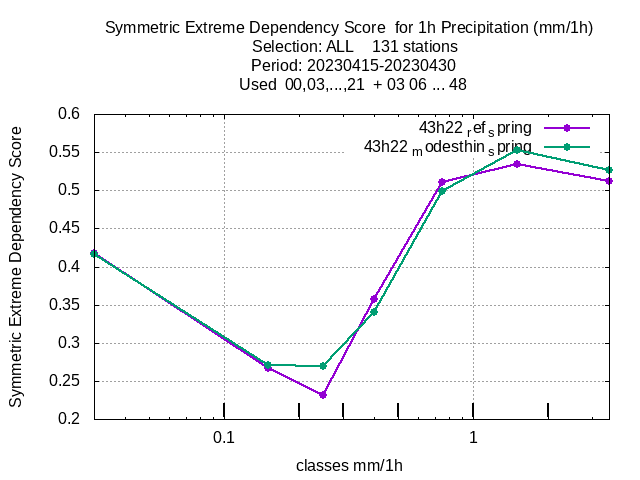 Symmetric Extreme Dependency Score  for 1h Precipitation (mm/1h)
Selection: ALL    131 stations
Period: 20230415-20230430
Used  00,03,...,21  + 03 06 ... 48
0.6
0.55
0.5
0.45
0.4
0.35
0.3
0.25
0.2
Symmetric Extreme Dependency Score
43h22 ref spring
43h22 modesthin spring
0.1
1
classes mm/1h